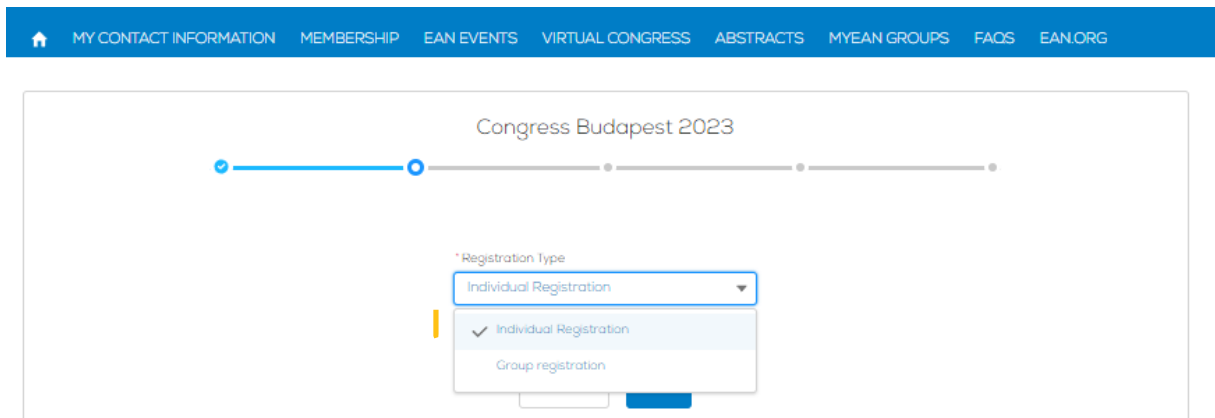 MY CONTACT INFORMATION MEMBERSHIP EAN EVENTS VIRTUAL CONGRESS ABSTRACTS MYEAN GROUPS FAQS EAN.ORG
Congress Budapest 2023
*Registration Type
Individual Registration
Individual Registration
Group registration